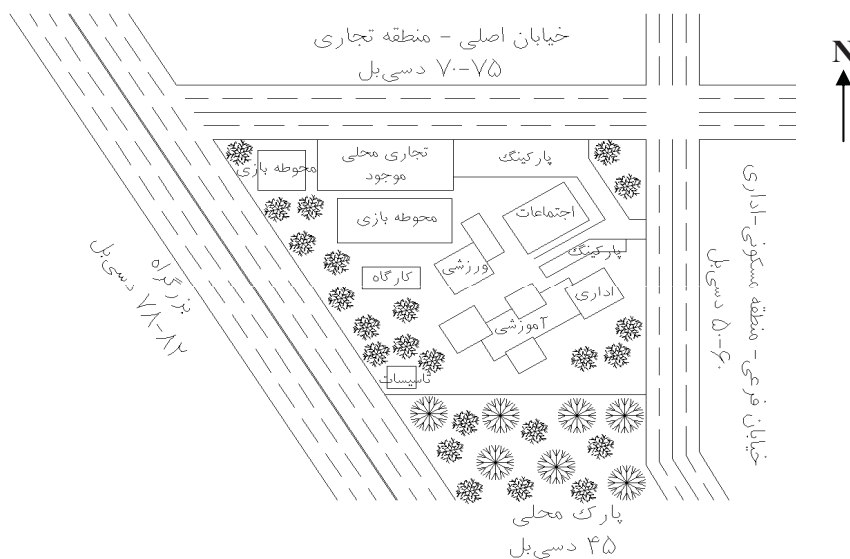 خیابان اصلی - منطقه تجاری
۷۰-۷۵ دسی‌بل
N
تجاری محلی
موجود
پارکینگ
محوطه بازی
محوطه بازی
اجتماعات
پارکینگ
ورزشی
کارگاه
اداری
آموزشی
تاسیسات
بزرگراه
۷۸-۸۲ دسی‌بل
خیابان فرعی - منطقه مسکونی-اداری
۵۰-۶۰ دسی‌بل
پارک محلی
۴۵ دسی‌بل